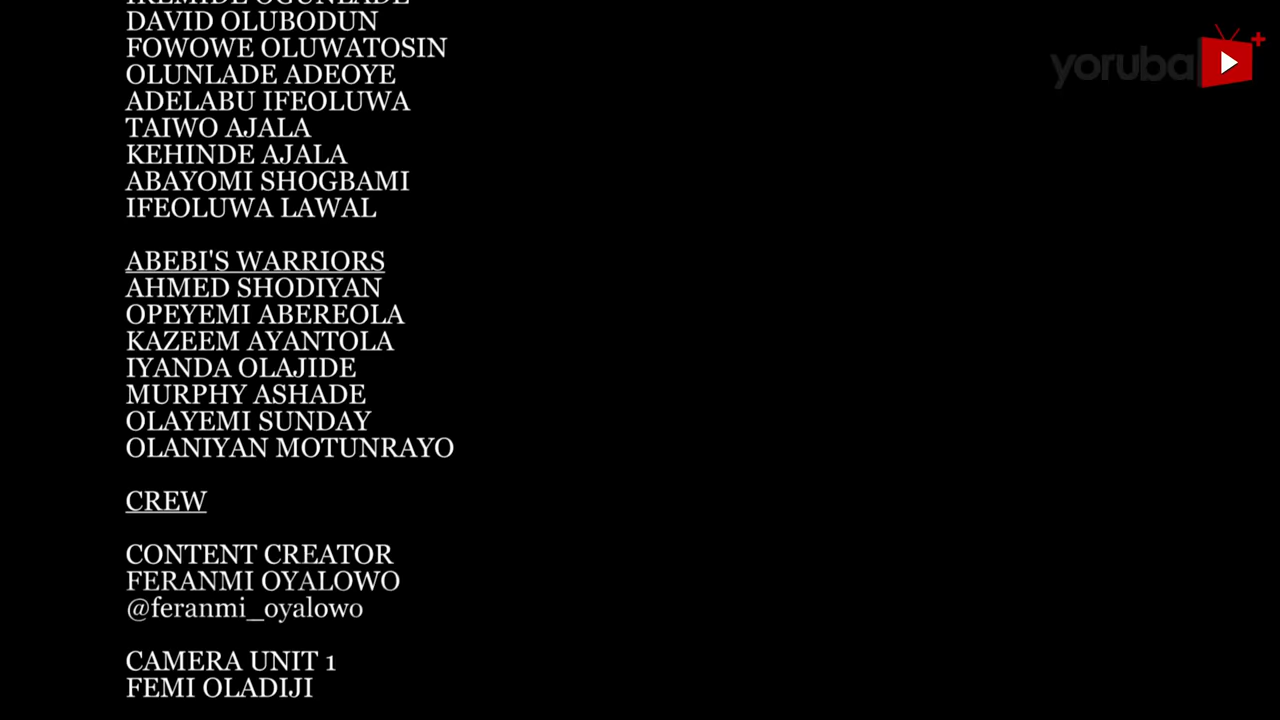 IREMIDE OGUNLADE
DAVID OLUBODUN
FOWOWE OLUWATOSIN
OLUNLADE ADEOYE
ADELABU IFEOLUWA
TAIWO AJALA
KEHINDE AJALA
ABAYOMI SHOGBAMI
IFEOLUWA LAWAL
ABEBI'S WARRIORS
AHMED SHODIYAN
OPEYEMI ABEREOLA
KAZEEM AYANTOLA
IYANDA OLAJIDE
MURPHY ASHADE
OLAYEMI SUNDAY
OLANIYAN MOTUNRAYO
CREW
CONTENT CREATOR
FERANMI OYALOWO
@feranmi_oyalowo
CAMERA UNIT 1
FEMI OLADIJI
yoruba
+